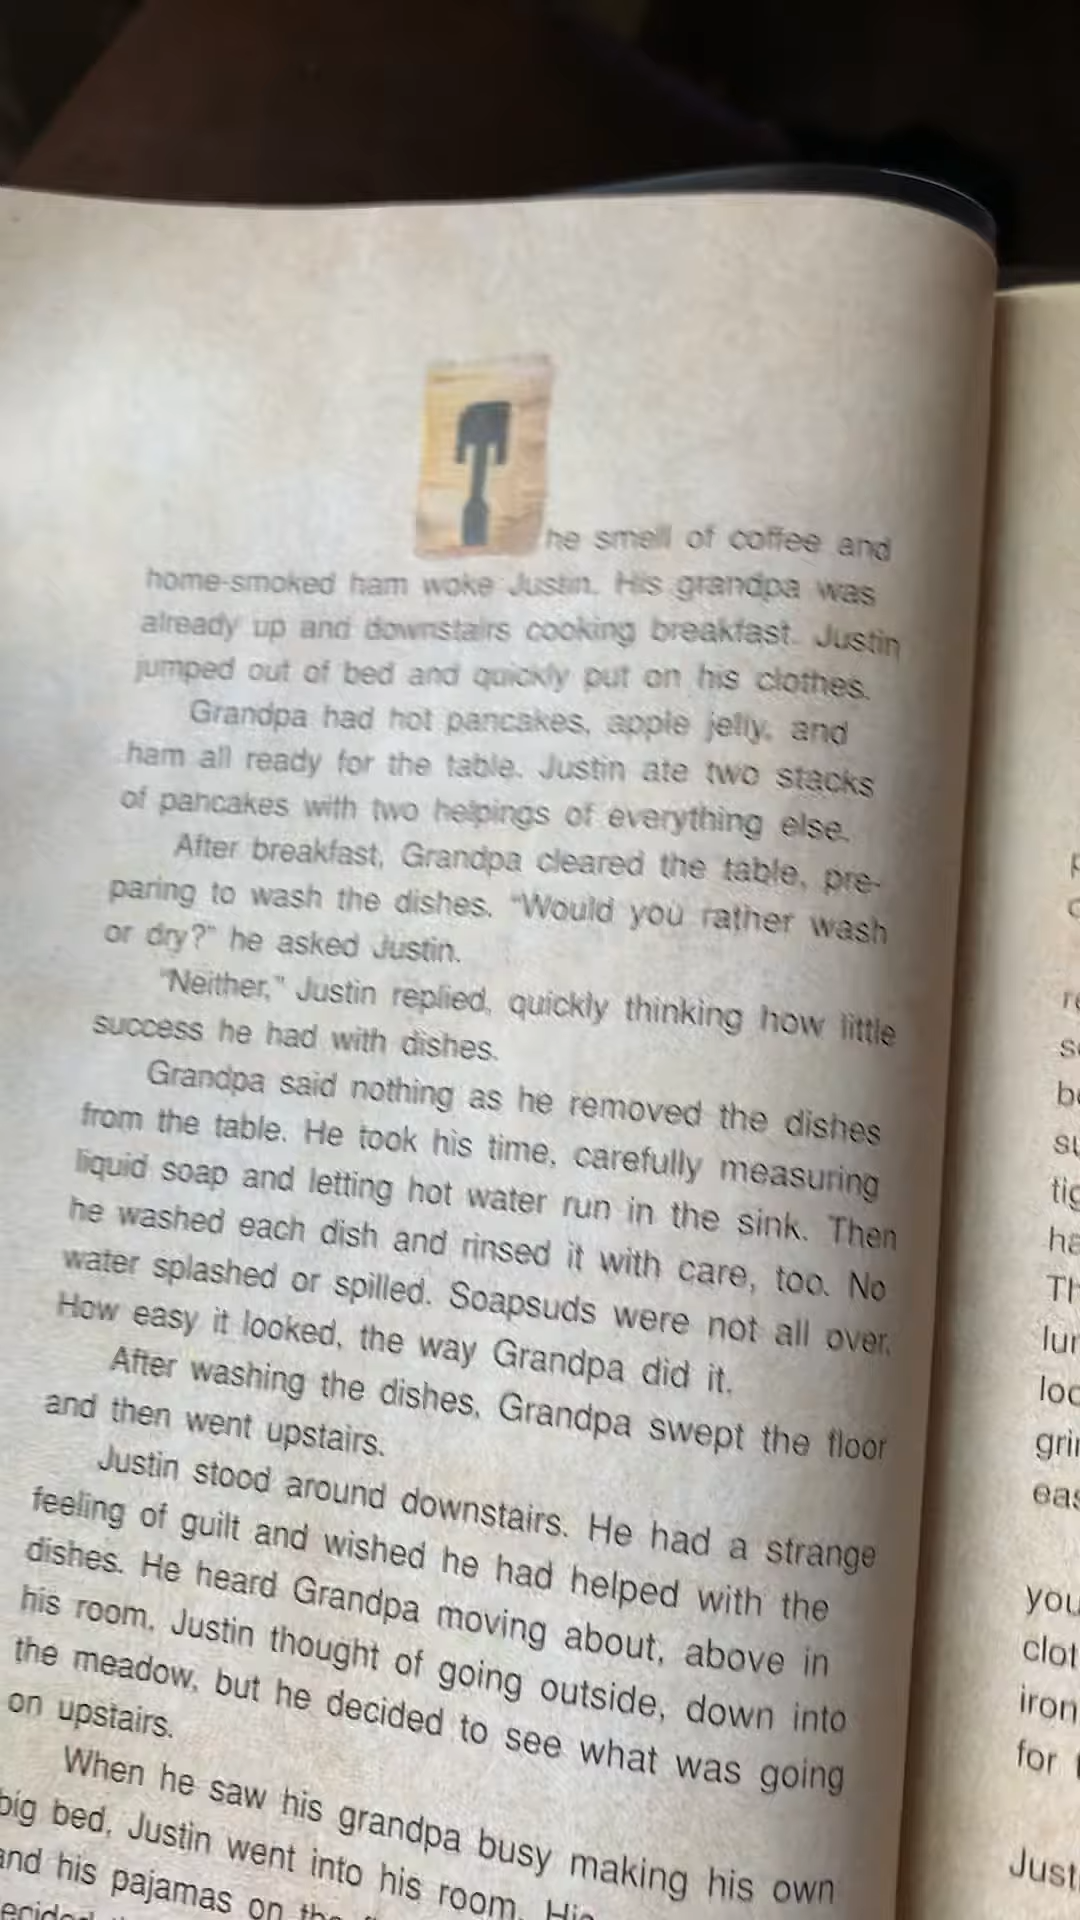 The smell of coffee and
home-smoked ham woke Justin. His grandpa was
already up and downstairs cooking breakfast. Justin
jumped out of bed and quickly put on his clothes.
Grandpa had hot pancakes, apple jelly, and
ham all ready for the table. Justin ate two stacks
of pancakes with two helpings of everything else.
After breakfast, Grandpa cleared the table, pre-
paring to wash the dishes. "Would you rather wash
or dry?" he asked Justin.
"Neither," Justin replied, quickly thinking how little
success he had with dishes.
Grandpa said nothing as he removed the dishes
from the table. He took his time, carefully measuring
liquid soap and letting hot water run in the sink. Then
he washed each dish and rinsed it with care, too. No
water splashed or spilled. Soapsuds were not all over.
How easy it looked, the way Grandpa did it.
After washing the dishes, Grandpa swept the floor
and then went upstairs.
Justin stood around downstairs. He had a strange
feeling of guilt and wished he had helped with the
dishes. He heard Grandpa moving about, above in
his room. Justin thought of going outside, down into
the meadow, but he decided to see what was going
on upstairs.
When he saw his grandpa busy making his own
big bed, Justin went into his room. His
and his pajamas on the
you
iron
for